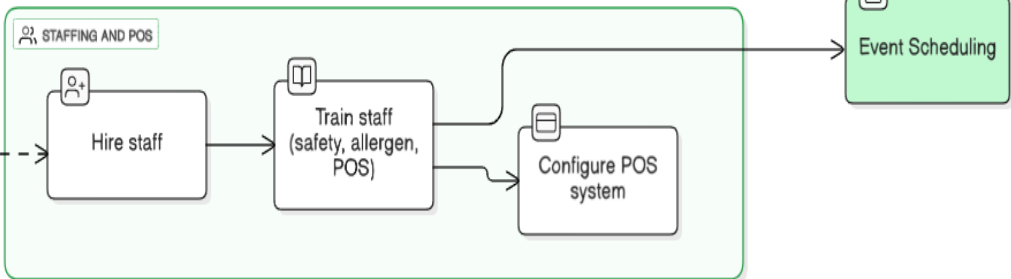 STAFFING AND POS
Hire staff
Train staff
(safety, allergen,
POS)
Configure POS
system
Event Scheduling